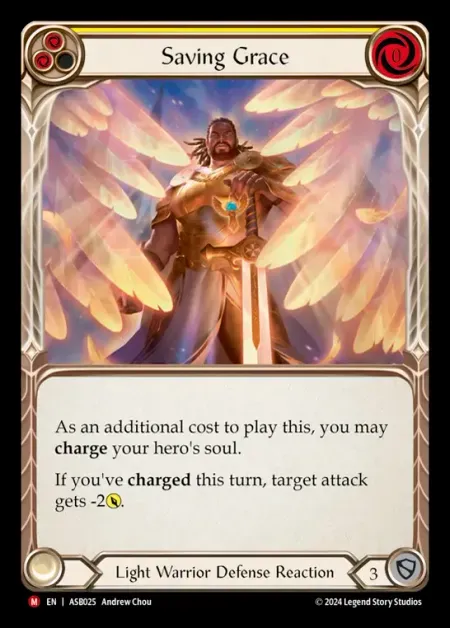 Saving Grace
0
As an additional cost to play this, you may
charge your hero's soul.
If you've charged this turn, target attack
gets -2.
Light Warrior Defense Reaction
3
M EN | ASB025 Andrew Chou
© 2024 Legend Story Studios